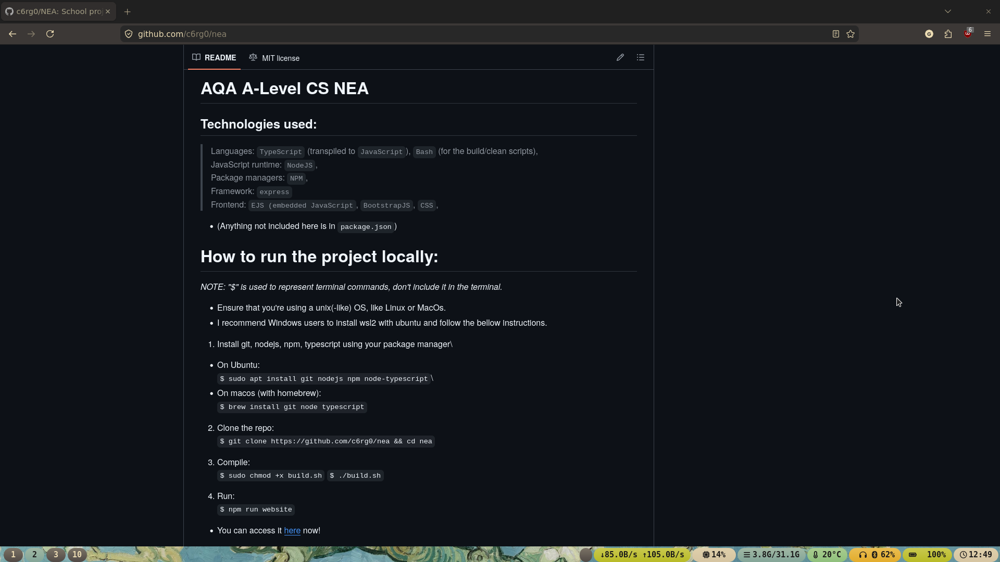 c6rg0/NEA: School pro
github.com/c6rg0/nea
6
README
MIT license
AQA A-Level CS NEA
Technologies used:
Languages: TypeScript (transpiled to JavaScript), Bash (for the build/clean scripts),
JavaScript runtime: NodeJS,
Package managers: NPM,
Framework: express
Frontend: EJS (embedded JavaScript, BootstrapJS, CSS,
• (Anything not included here is in package.json)
How to run the project locally:
NOTE: "$" is used to represent terminal commands, don't include it in the terminal.
• Ensure that you're using a unix(-like) OS, like Linux or MacOs.
• I recommend Windows users to install wsl2 with ubuntu and follow the bellow instructions.
1. Install git, nodejs, npm, typescript using your package manager\
• On Ubuntu:
$ sudo apt install git nodejs npm node-typescript\
• On macos (with homebrew):
$ brew install git node typescript
2. Clone the repo:
$ git clone https://github.com/c6rg0/nea && cd nea
3. Compile:
$ sudo chmod +x build.sh $ ./build.sh
4. Run:
$ npm run website
• You can access it here now!
1 2 3 10 ↓85.0B/s ↑105.0B/s 14% 3.8G/31.1G 20°C 62% 100% 12:49